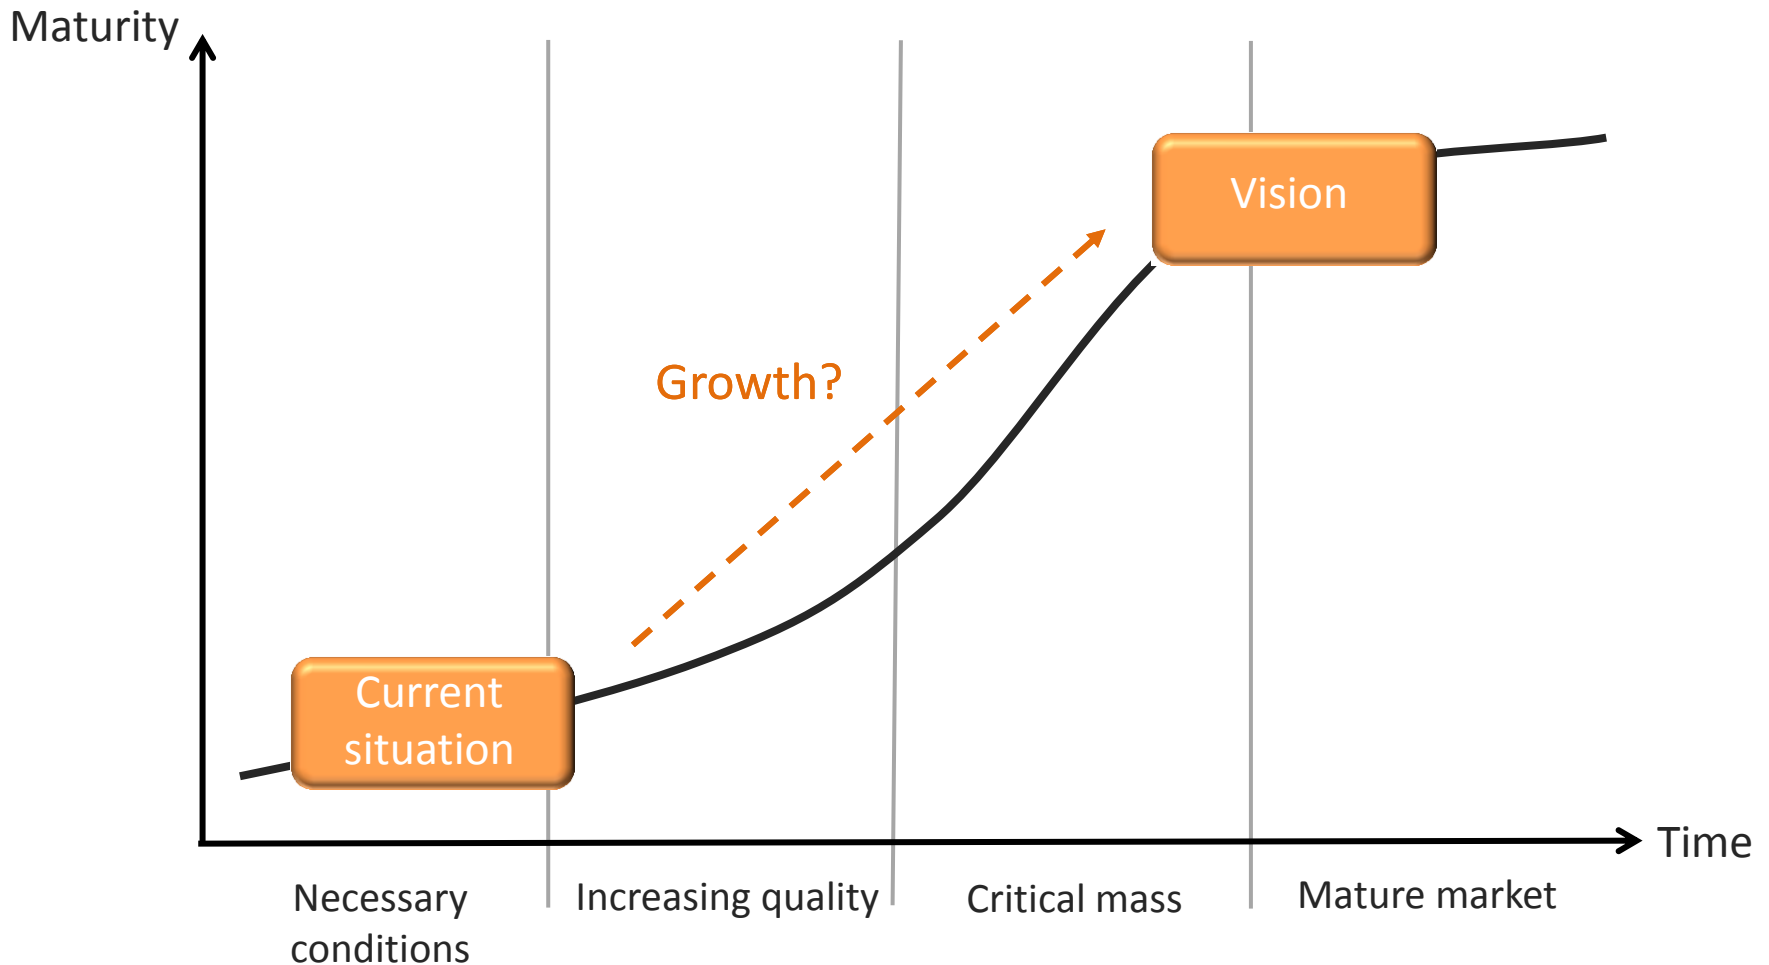 Maturity
Vision
Growth?
Current
situation
Time
Necessary
conditions
Increasing quality
Critical mass
Mature market